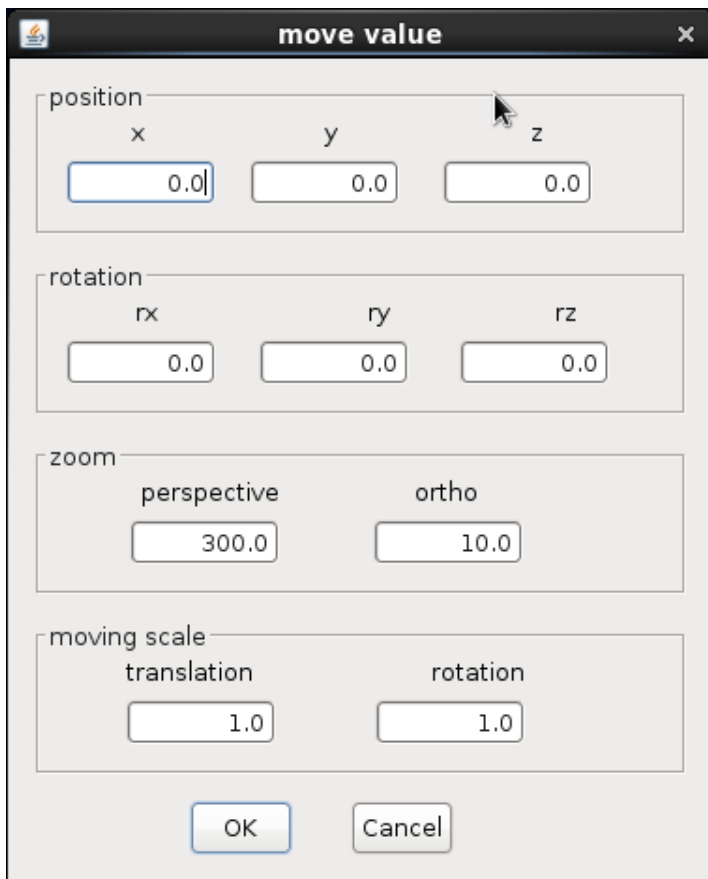 move value
position
x y z
0.0 0.0 0.0
rotation
rx ry rz
0.0 0.0 0.0
zoom
perspective ortho
300.0 10.0
moving scale
translation rotation
1.0 1.0
OK Cancel